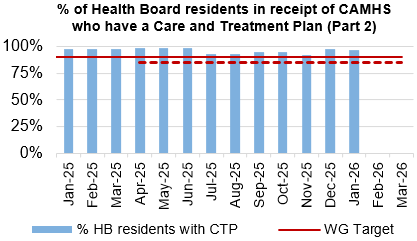 % of Health Board residents in receipt of CAMHS
who have a Care and Treatment Plan (Part 2)
100%
75%
50%
25%
0%
Jan-25 Feb-25 Mar-25 Apr-25 May-25 Jun-25 Jul-25 Aug-25 Sep-25 Oct-25 Nov-25 Dec-25 Jan-26 Feb-26 Mar-26
% HB residents with CTP WG Target